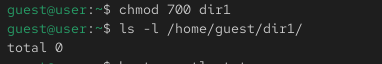 guest@user:~$ chmod 700 dir1
guest@user:~$ ls -l /home/guest/dir1/
total 0